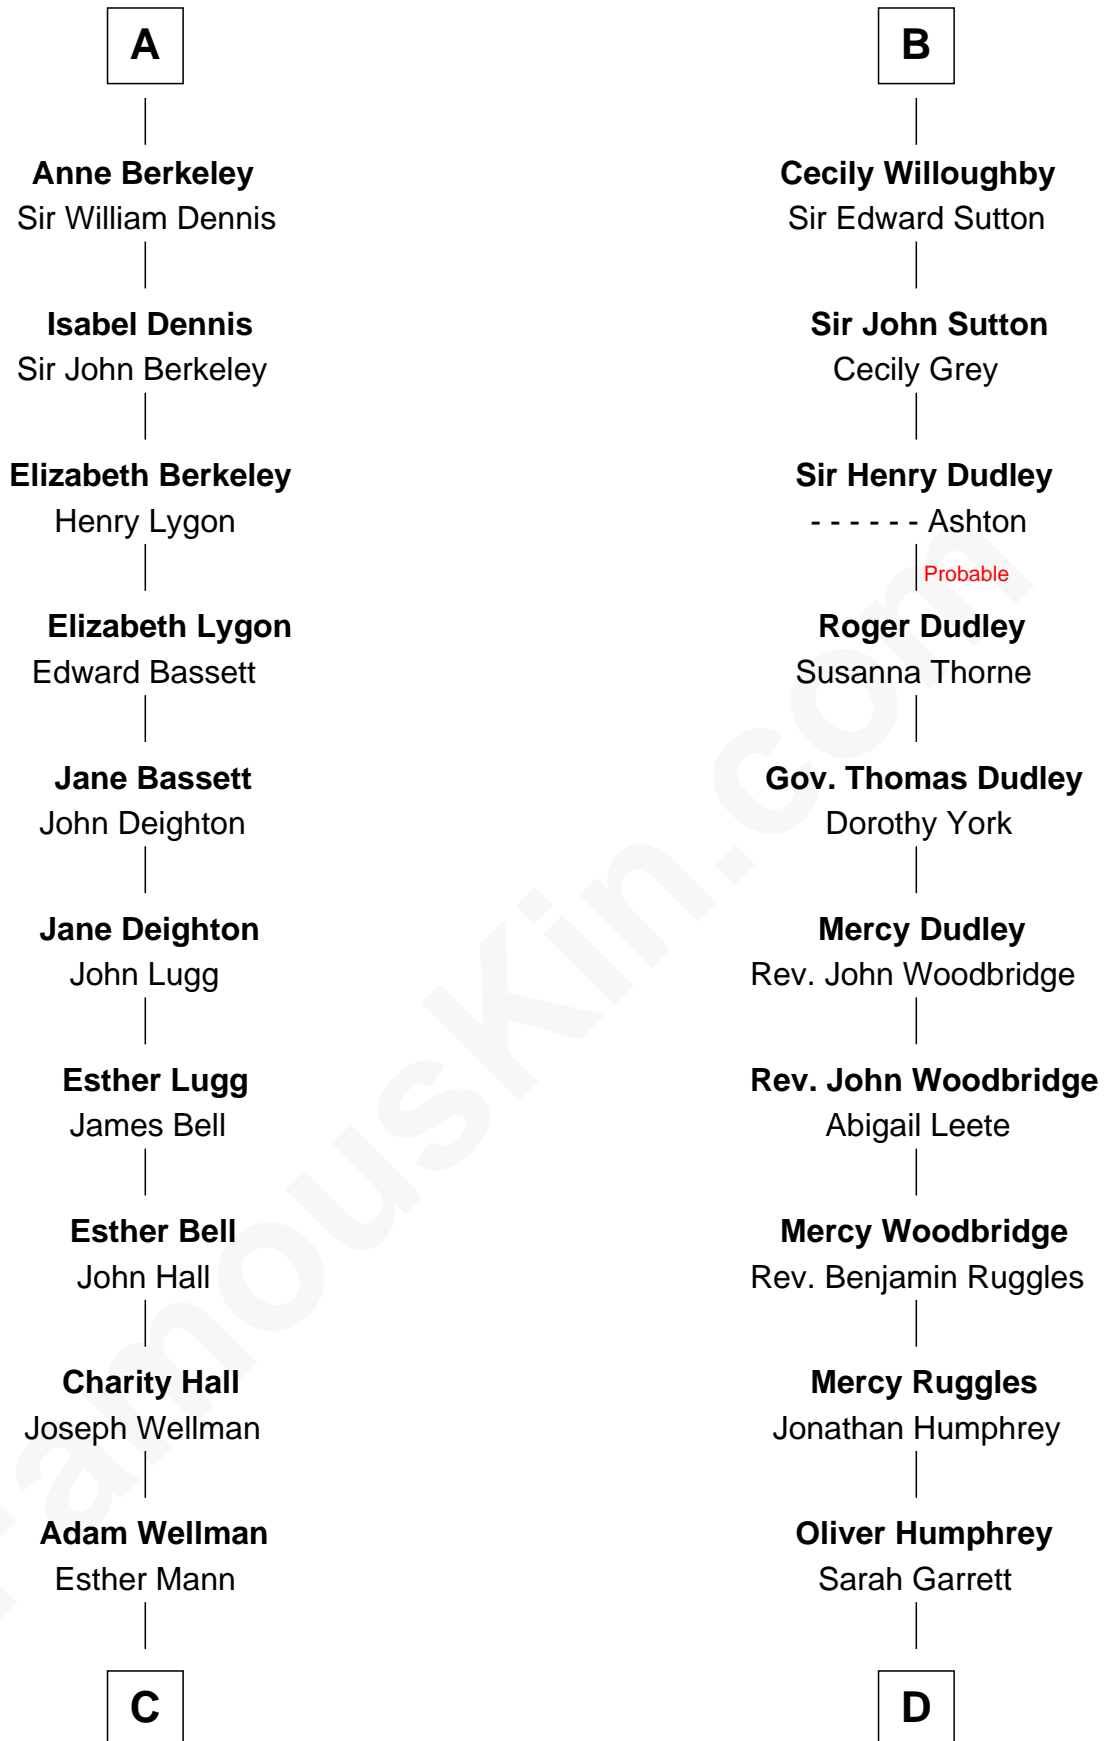 A
Anne Berkeley
Sir William Dennis
Isabel Dennis
Sir John Berkeley
Elizabeth Berkeley
Henry Lygon
Elizabeth Lygon
Edward Bassett
Jane Bassett
John Deighton
Jane Deighton
John Lugg
Esther Lugg
James Bell
Esther Bell
John Hall
Charity Hall
Joseph Wellman
Adam Wellman
Esther Mann
C
B
Cecily Willoughby
Sir Edward Sutton
Sir John Sutton
Cecily Grey
Sir Henry Dudley
- - - - - - Ashton
Probable
Roger Dudley
Susanna Thorne
Gov. Thomas Dudley
Dorothy York
Mercy Dudley
Rev. John Woodbridge
Rev. John Woodbridge
Abigail Leete
Mercy Woodbridge
Rev. Benjamin Ruggles
Mercy Ruggles
Jonathan Humphrey
Oliver Humphrey
Sarah Garrett
D
FamousKin.com